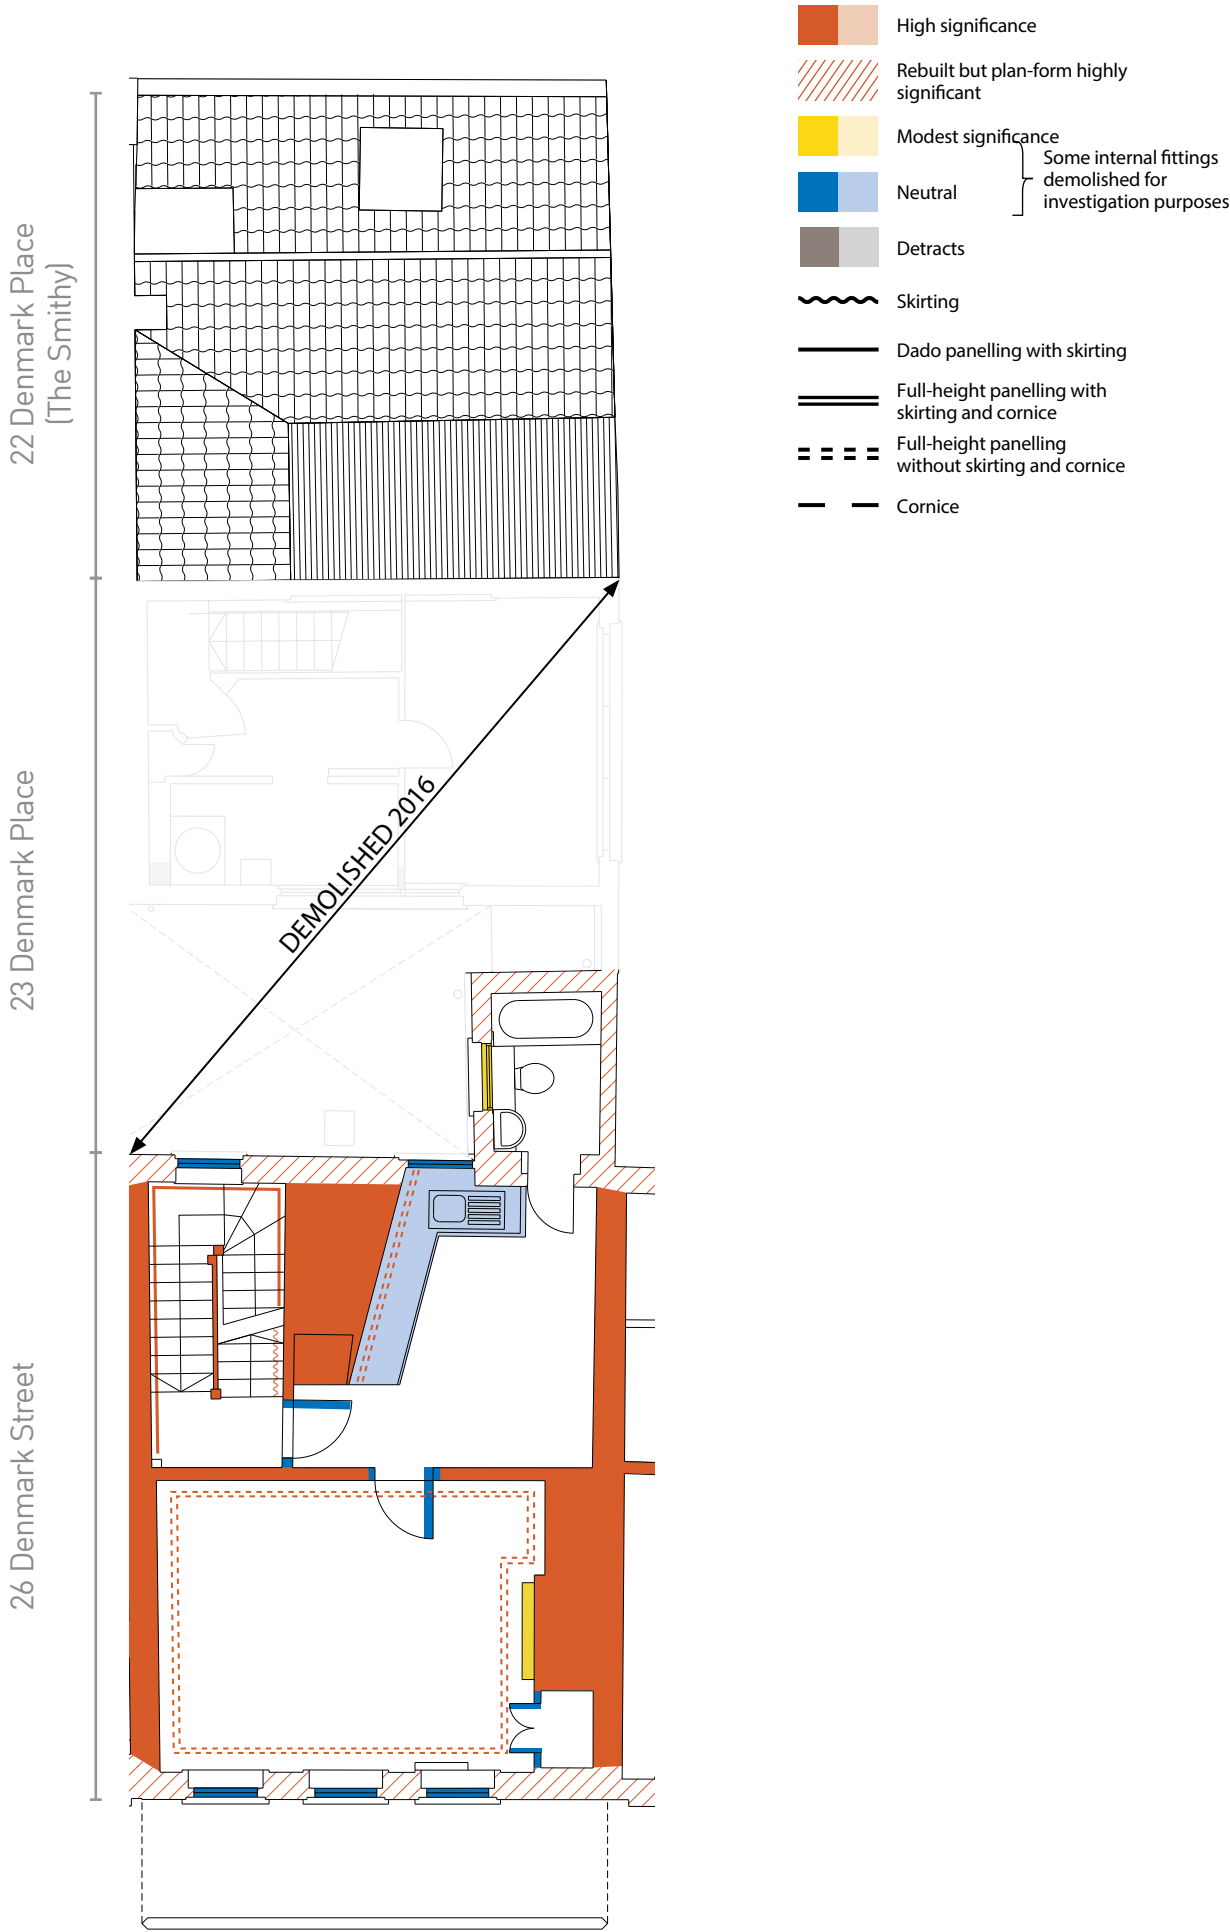 High significance
Rebuilt but plan-form highly
significant
Modest significance
Neutral
Some internal fittings
demolished for
investigation purposes
Detracts
Skirting
Dado panelling with skirting
Full-height panelling with
skirting and cornice
Full-height panelling
without skirting and cornice
Cornice
22 Denmark Place
(The Smithy)
23 Denmark Place
DEMOLISHED 2016
26 Denmark Street